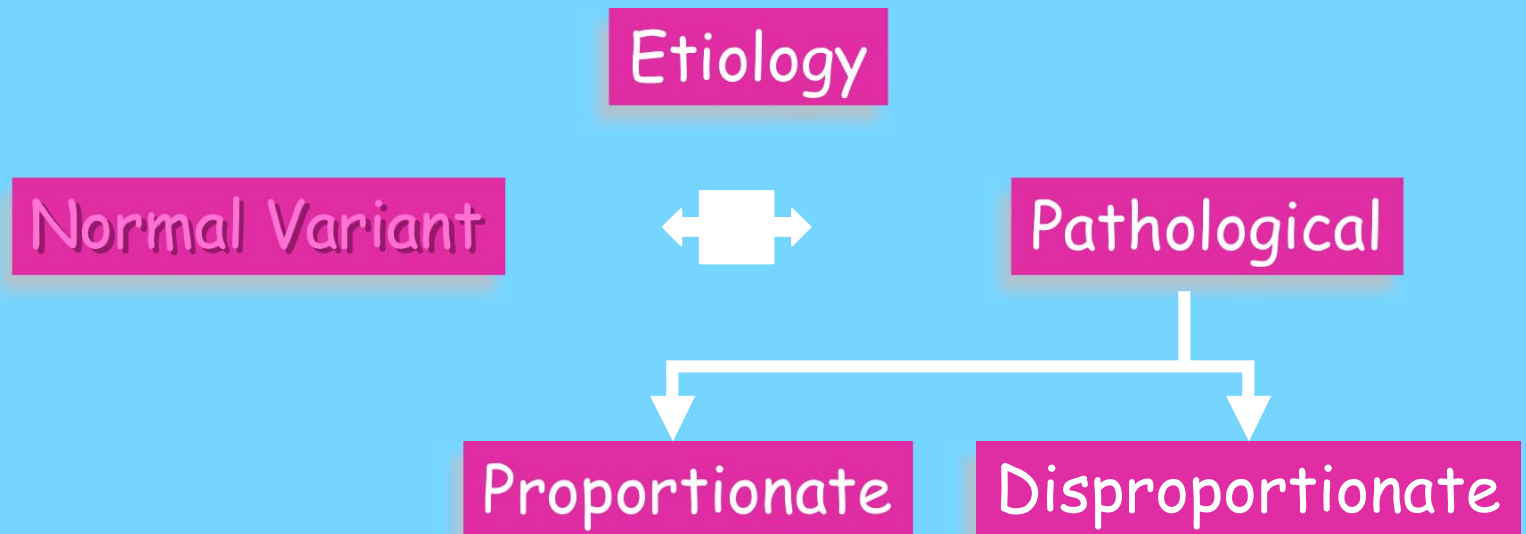 Etiology
Normal Variant
Pathological
Proportionate
Disproportionate